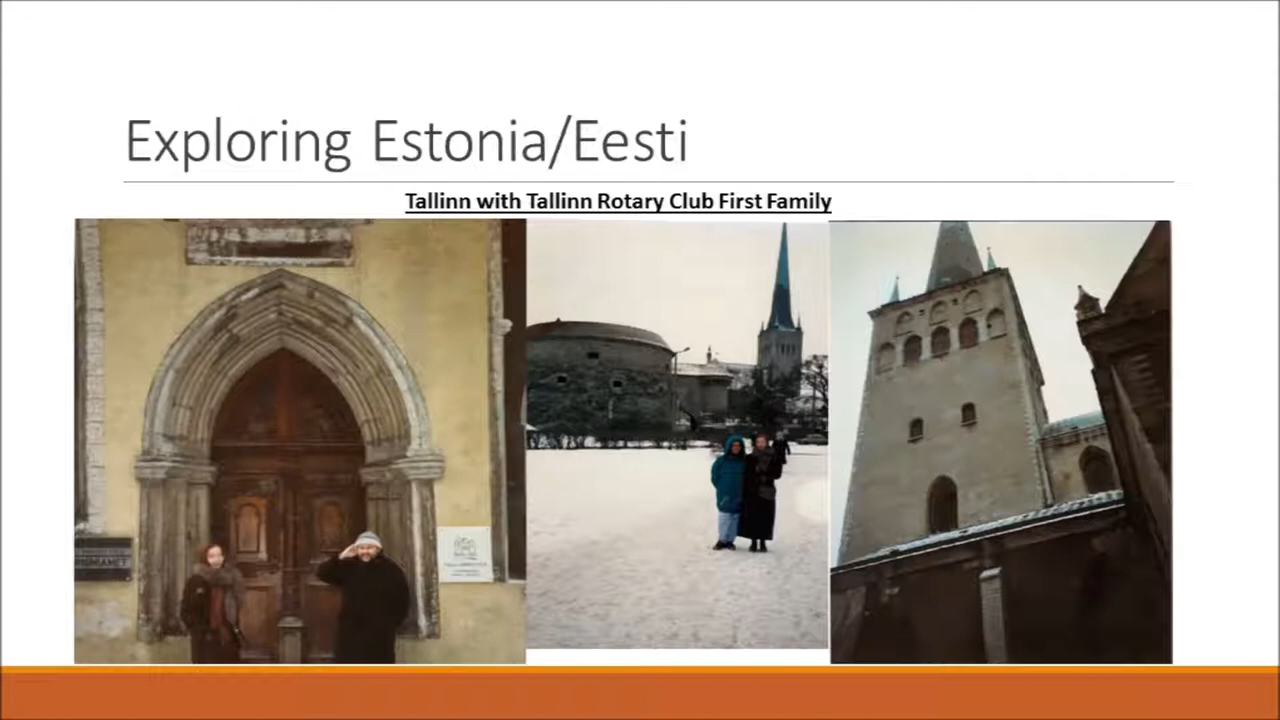 Exploring Estonia/Eesti
Tallinn with Tallinn Rotary Club First Family